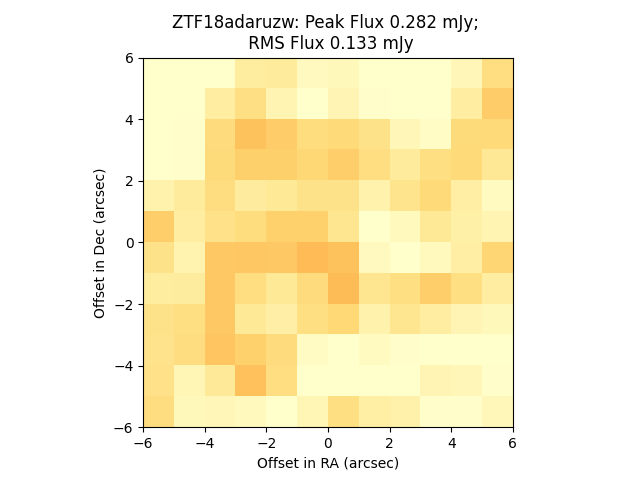 ZTF18adaruzw: Peak Flux 0.282 mJy;
RMS Flux 0.133 mJy
6
4
2
0
−2
−4
−6
Offset in Dec (arcsec)
−6 −4 −2 0 2 4 6
Offset in RA (arcsec)